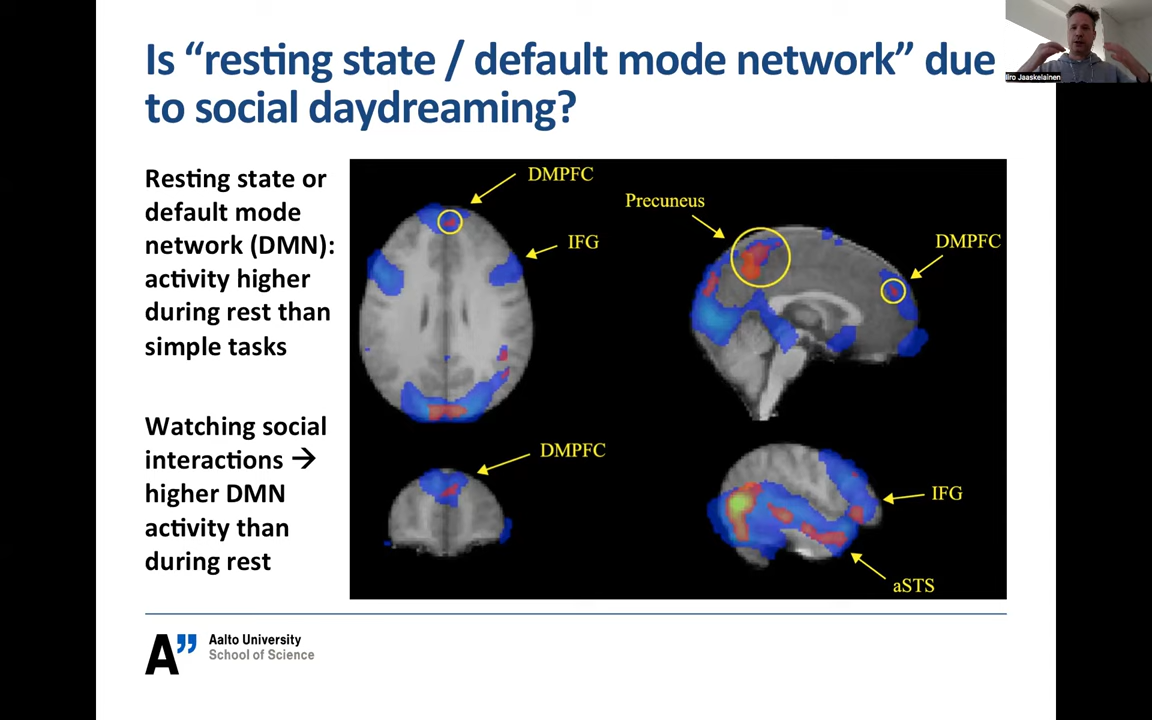 Is “resting state / default mode network” due
to social daydreaming?
Iiro Jaaskelainen
Resting state or
default mode
network (DMN):
activity higher
during rest than
simple tasks
Watching social
interactions →
higher DMN
activity than
during rest
DMPFC
IFG
Precuneus
DMPFC
DMPFC
IFG
aSTS
A”
Aalto University
School of Science